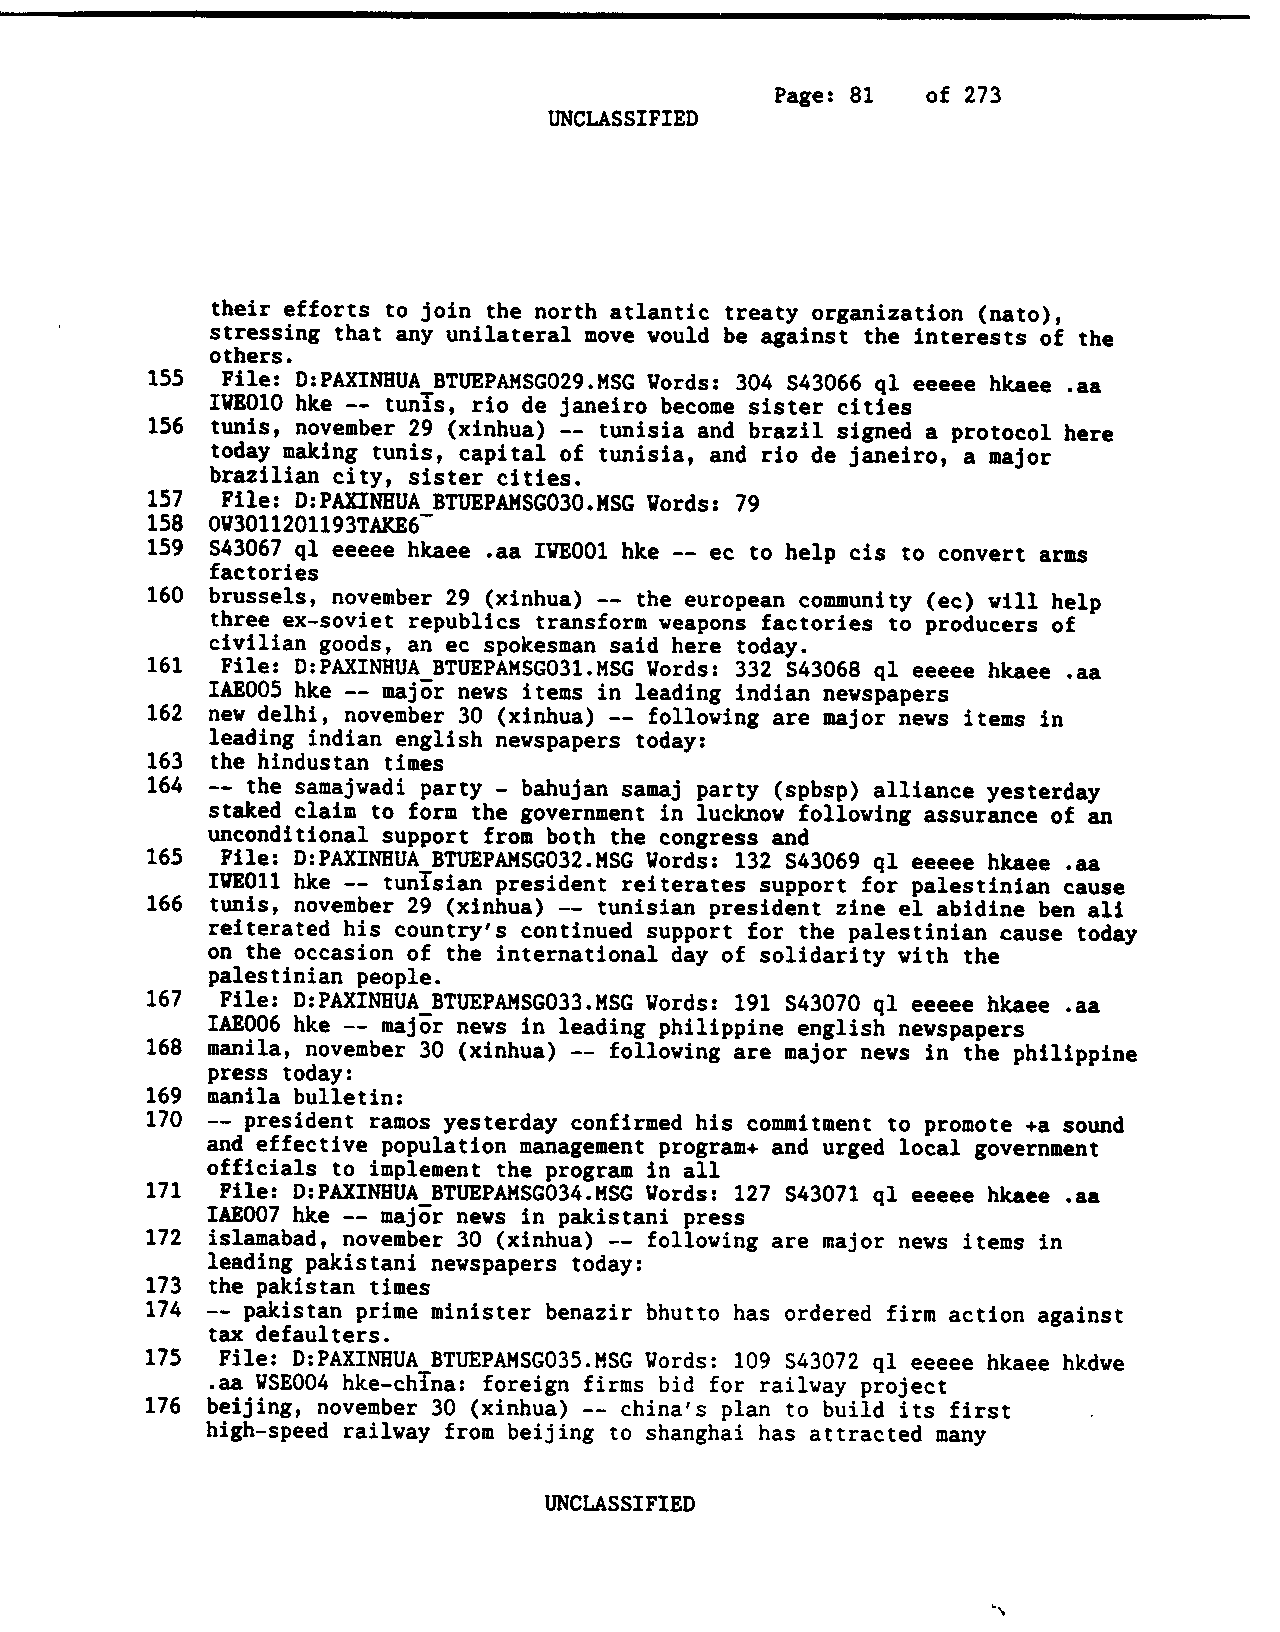 Page: 81 of 273
UNCLASSIFIED
their efforts to join the north atlantic treaty organization (nato),
stressing that any unilateral move would be against the interests of the
others.
155 File: D:PAXINHUA_BTUEPAMSG029.MSG Words: 304 S43066 ql eeeee hkaee .aa
IWE010 hke -- tunis, rio de janeiro become sister cities
156 tunis, november 29 (xinhua) -- tunisia and brazil signed a protocol here
today making tunis, capital of tunisia, and rio de janeiro, a major
brazilian city, sister cities.
157 File: D:PAXINHUA_BTUEPAMSG030.MSG Words: 79
158 OW3011201193TAKE6
159 S43067 ql eeeee hkaee .aa IWE001 hke -- ec to help cis to convert arms
factories
160 brussels, november 29 (xinhua) -- the european community (ec) will help
three ex-soviet republics transform weapons factories to producers of
civilian goods, an ec spokesman said here today.
161 File: D:PAXINHUA_BTUEPAMSG031.MSG Words: 332 S43068 ql eeeee hkaee .aa
IAE005 hke -- major news items in leading indian newspapers
162 new delhi, november 30 (xinhua) -- following are major news items in
leading indian english newspapers today:
163 the hindustan times
164 -- the samajwadi party - bahujan samaj party (spbsp) alliance yesterday
staked claim to form the government in lucknow following assurance of an
unconditional support from both the congress and
165 File: D:PAXINHUA_BTUEPAMSG032.MSG Words: 132 S43069 ql eeeee hkaee .aa
IWE011 hke -- tunisian president reiterates support for palestinian cause
166 tunis, november 29 (xinhua) -- tunisian president zine el abidine ben ali
reiterated his country's continued support for the palestinian cause today
on the occasion of the international day of solidarity with the
palestinian people.
167 File: D:PAXINHUA_BTUEPAMSG033.MSG Words: 191 S43070 ql eeeee hkaee .aa
IAE006 hke -- major news in leading philippine english newspapers
168 manila, november 30 (xinhua) -- following are major news in the philippine
press today:
169 manila bulletin:
170 -- president ramos yesterday confirmed his commitment to promote +a sound
and effective population management program+ and urged local government
officials to implement the program in all
171 File: D:PAXINHUA_BTUEPAMSG034.MSG Words: 127 S43071 ql eeeee hkaee .aa
IAE007 hke -- major news in pakistani press
172 islamabad, november 30 (xinhua) -- following are major news items in
leading pakistani newspapers today:
173 the pakistan times
174 -- pakistan prime minister benazir bhutto has ordered firm action against
tax defaulters.
175 File: D:PAXINHUA_BTUEPAMSG035.MSG Words: 109 S43072 ql eeeee hkaee hkdwe
.aa WSE004 hke-china: foreign firms bid for railway project
176 beijing, november 30 (xinhua) -- china's plan to build its first
high-speed railway from beijing to shanghai has attracted many
UNCLASSIFIED